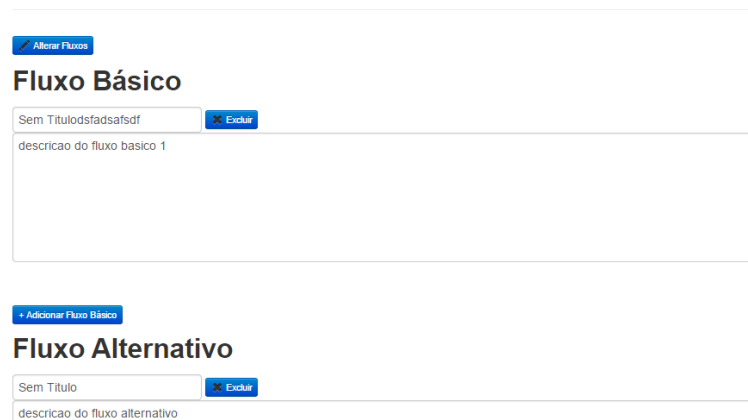 Alterar Fluxos
Fluxo Básico
Sem Titulodsfadsafsdf Excluir
descricao do fluxo basico 1
+ Adicionar Fluxo Básico
Fluxo Alternativo
Sem Titulo Excluir
descricao do fluxo alternativo